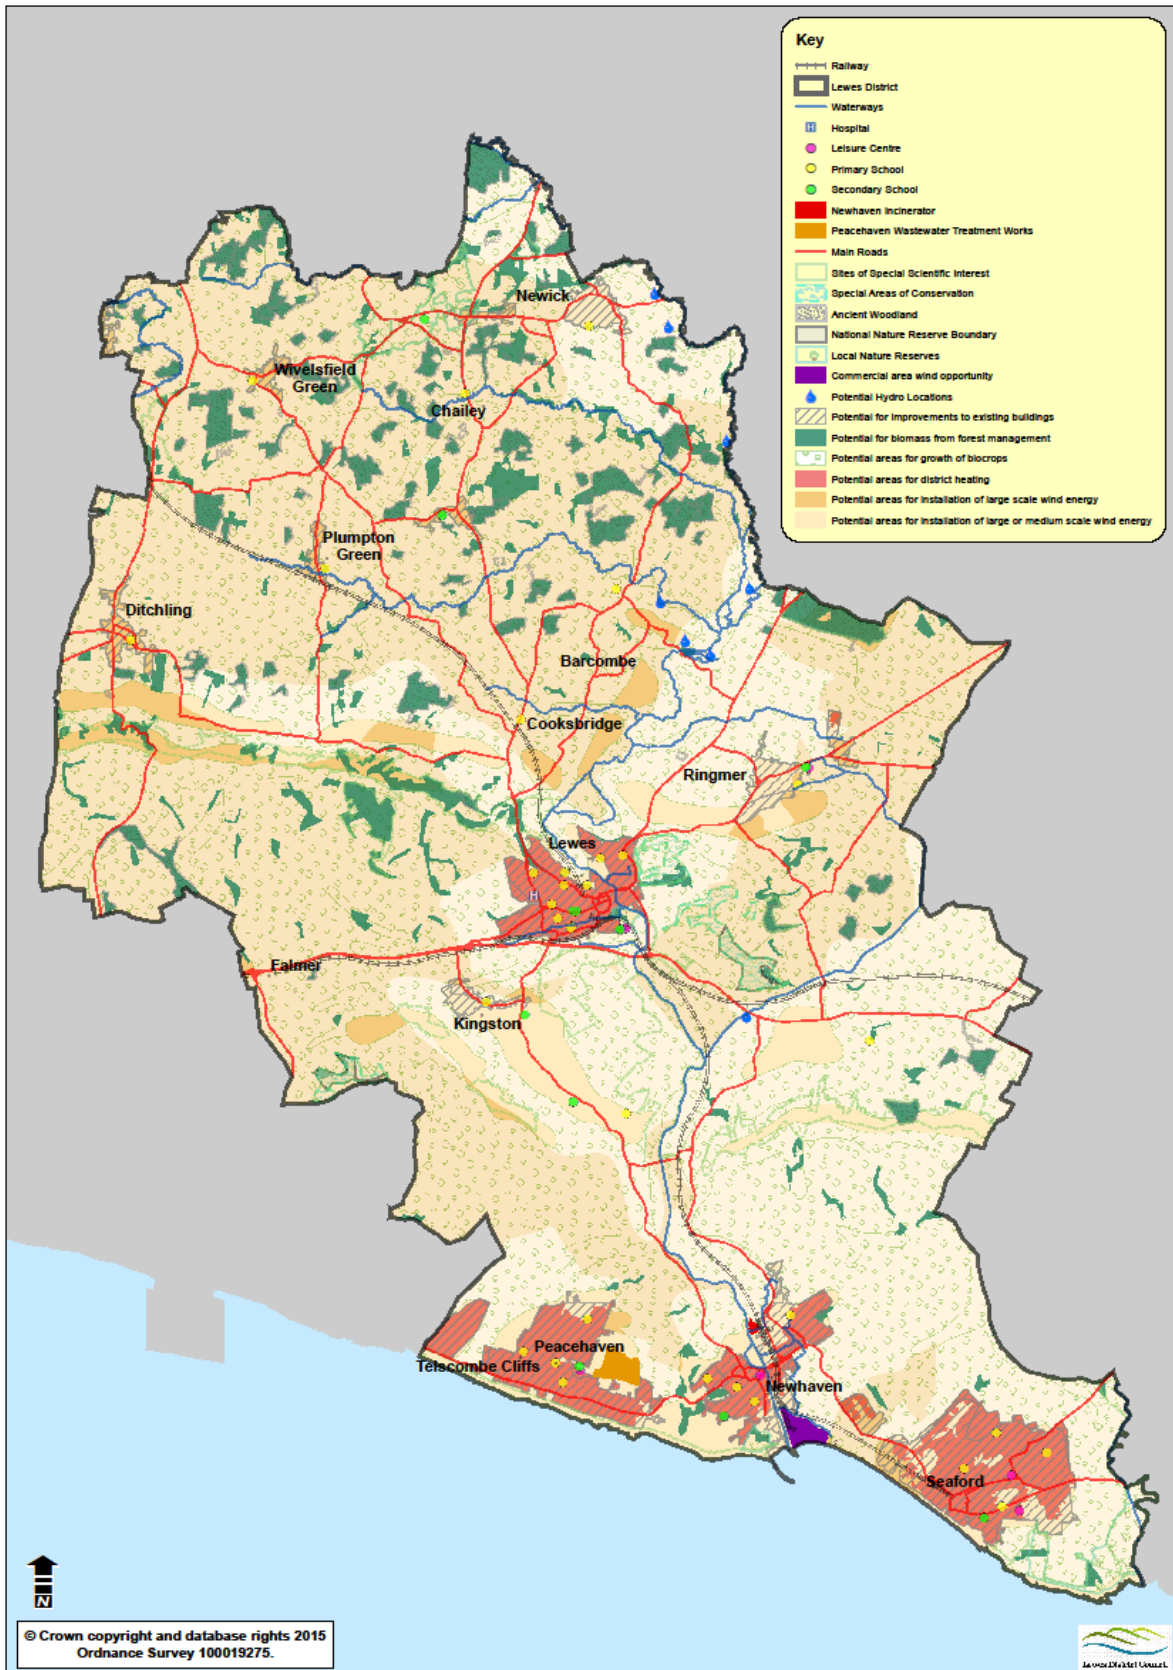 Key
Railway
Lewes District
Waterways
H
Hospital
Leisure Centre
Primary School
Secondary School
Newhaven Incinerator
Peacehaven Wastewater Treatment Works
Main Roads
Sites of Special Scientific Interest
Special Areas of Conservation
Ancient Woodland
National Nature Reserve Boundary
Local Nature Reserves
Commercial area wind opportunity
Potential Hydro Locations
Potential for improvements to existing buildings
Potential for biomass from forest management
Potential areas for growth of biocrops
Potential areas for district heating
Potential areas for installation of large scale wind energy
Potential areas for installation of large or medium scale wind energy
Newick
Wivelsfield
Green
Chailey
Plumpton
Green
Ditchling
Barcombe
Cooksbridge
Ringmer
Lewes
H
Falmer
Kingston
Peacehaven
Telscombe Cliffs
Newhaven
Seaford
N
© Crown copyright and database rights 2015
Ordnance Survey 100019275.
Lewes District Council